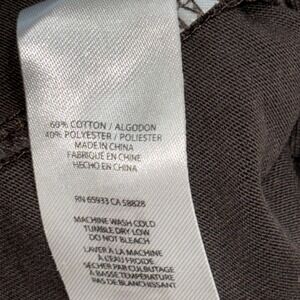 60% COTTON / ALGODON
40% POLYESTER / POLIESTER
MADE IN CHINA
FABRIQUE EN CHINE
HECHO EN CHINA
RN 65933 CA 58828
MACHINE WASH COLD
TUMBLE DRY LOW
DO NOT BLEACH
LAVER À LA MACHINE
À L'EAU FROIDE
SÉCHER PAR CULBUTAGE
À BASSE TEMPÉRATURE
PAS DE BLANCHISSANT